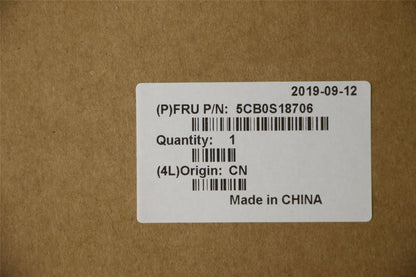 2019-09-12
(P)FRU P/N: 5CB0S18706
Quantity: 1
(4L)Origin: CN
Made in CHINA